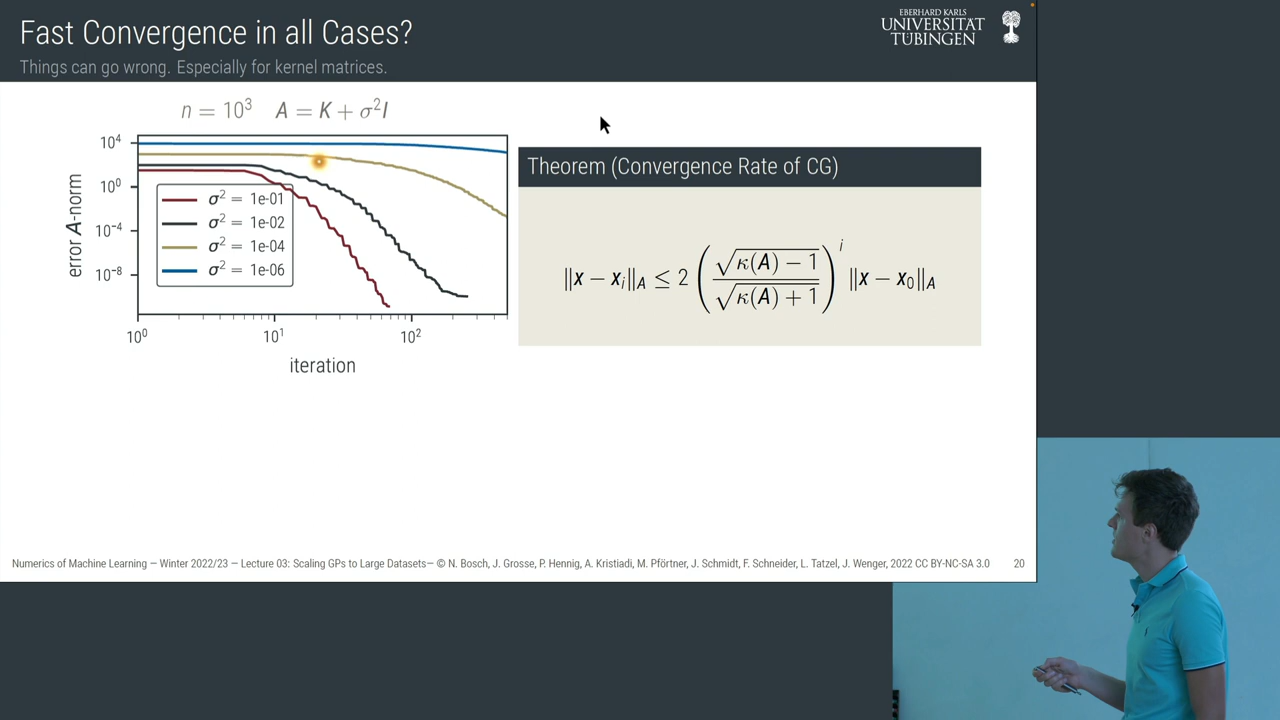 Fast Convergence in all Cases?
Things can go wrong. Especially for kernel matrices.
EBERHARD KARLS
UNIVERSITÄT
TÜBINGEN
n = 10³ A = K + σ²I
error A-norm
10⁴
10⁰
10⁻⁴
10⁻⁸
σ² = 1e-01
σ² = 1e-02
σ² = 1e-04
σ² = 1e-06
10⁰ 10¹ 10²
iteration
Theorem (Convergence Rate of CG)
‖x − xᵢ‖_A ≤ 2 (√(κ(A) − 1) / √(κ(A) + 1))ⁱ ‖x − x₀‖_A
Numerics of Machine Learning — Winter 2022/23 — Lecture 03: Scaling GPs to Large Datasets— © N. Bosch, J. Grosse, P. Hennig, A. Kristiadi, M. Pförtner, J. Schmidt, F. Schneider, L. Tatzel, J. Wenger, 2022 CC BY-NC-SA 3.0 20